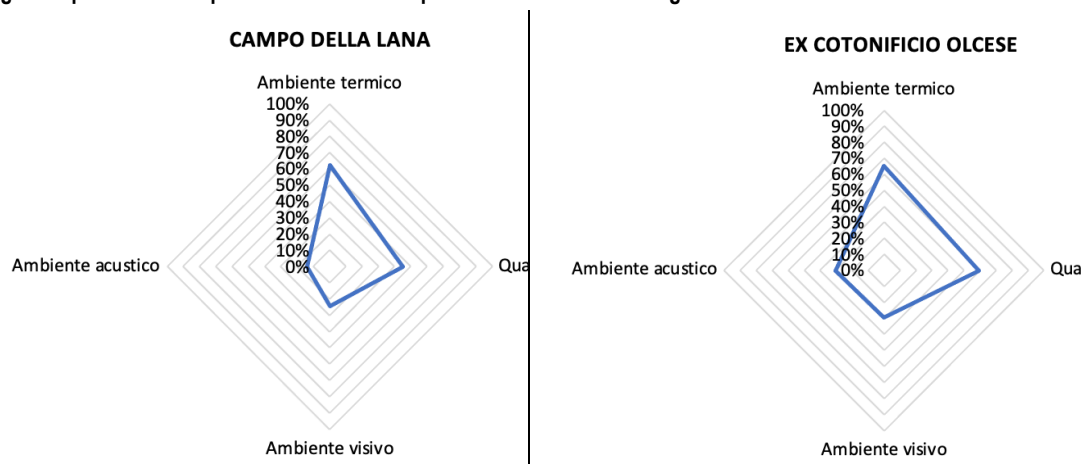 CAMPO DELLA LANA
Ambiente termico
100%
90%
80%
70%
60%
50%
40%
30%
20%
10%
0%
Ambiente acustico
Qua
Ambiente visivo
EX COTONIFICIO OLCESE
Ambiente termico
100%
90%
80%
70%
60%
50%
40%
30%
20%
10%
0%
Ambiente acustico
Qua
Ambiente visivo